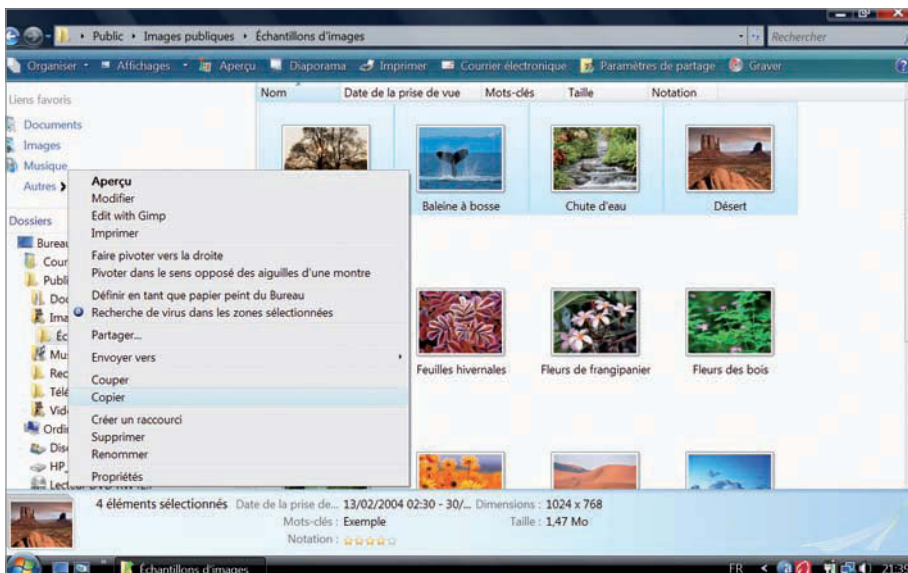 Public ▸ Images publiques ▸ Échantillons d'images
Rechercher
Organiser Affichages Aperçu Diaporama Imprimer Courrier électronique Paramètres de partage Graver
Liens favoris
Documents
Images
Musique
Autres
Nom Date de la prise de vue Mots-clés Taille Notation
Baleine à bosse Chute d'eau Désert
Feuilles hivernales Fleurs de frangipanier Fleurs des bois
Dossiers
Aperçu
Modifier
Edit with Gimp
Imprimer
Faire pivoter vers la droite
Pivoter dans le sens opposé des aiguilles d'une montre
Définir en tant que papier peint du Bureau
Recherche de virus dans les zones sélectionnées
Partager...
Envoyer vers
Couper
Copier
Créer un raccourci
Supprimer
Renommer
Propriétés
4 éléments sélectionnés Date de la prise de... 13/02/2004 02:30 - 30/... Dimensions : 1024 x 768
Mots-clés : Exemple Taille : 1,47 Mo
Notation :
Échantillons d'images FR 21:39